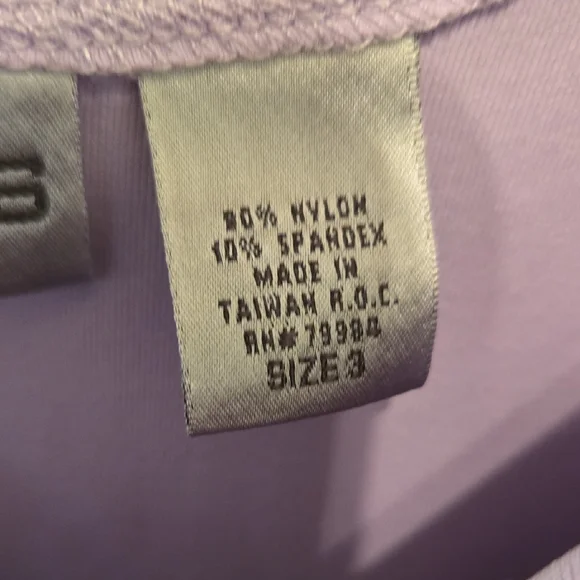 S
90% NYLON
10% SPANDEX
MADE IN
TAIWAN R.O.C.
RN# 79984
SIZE 3